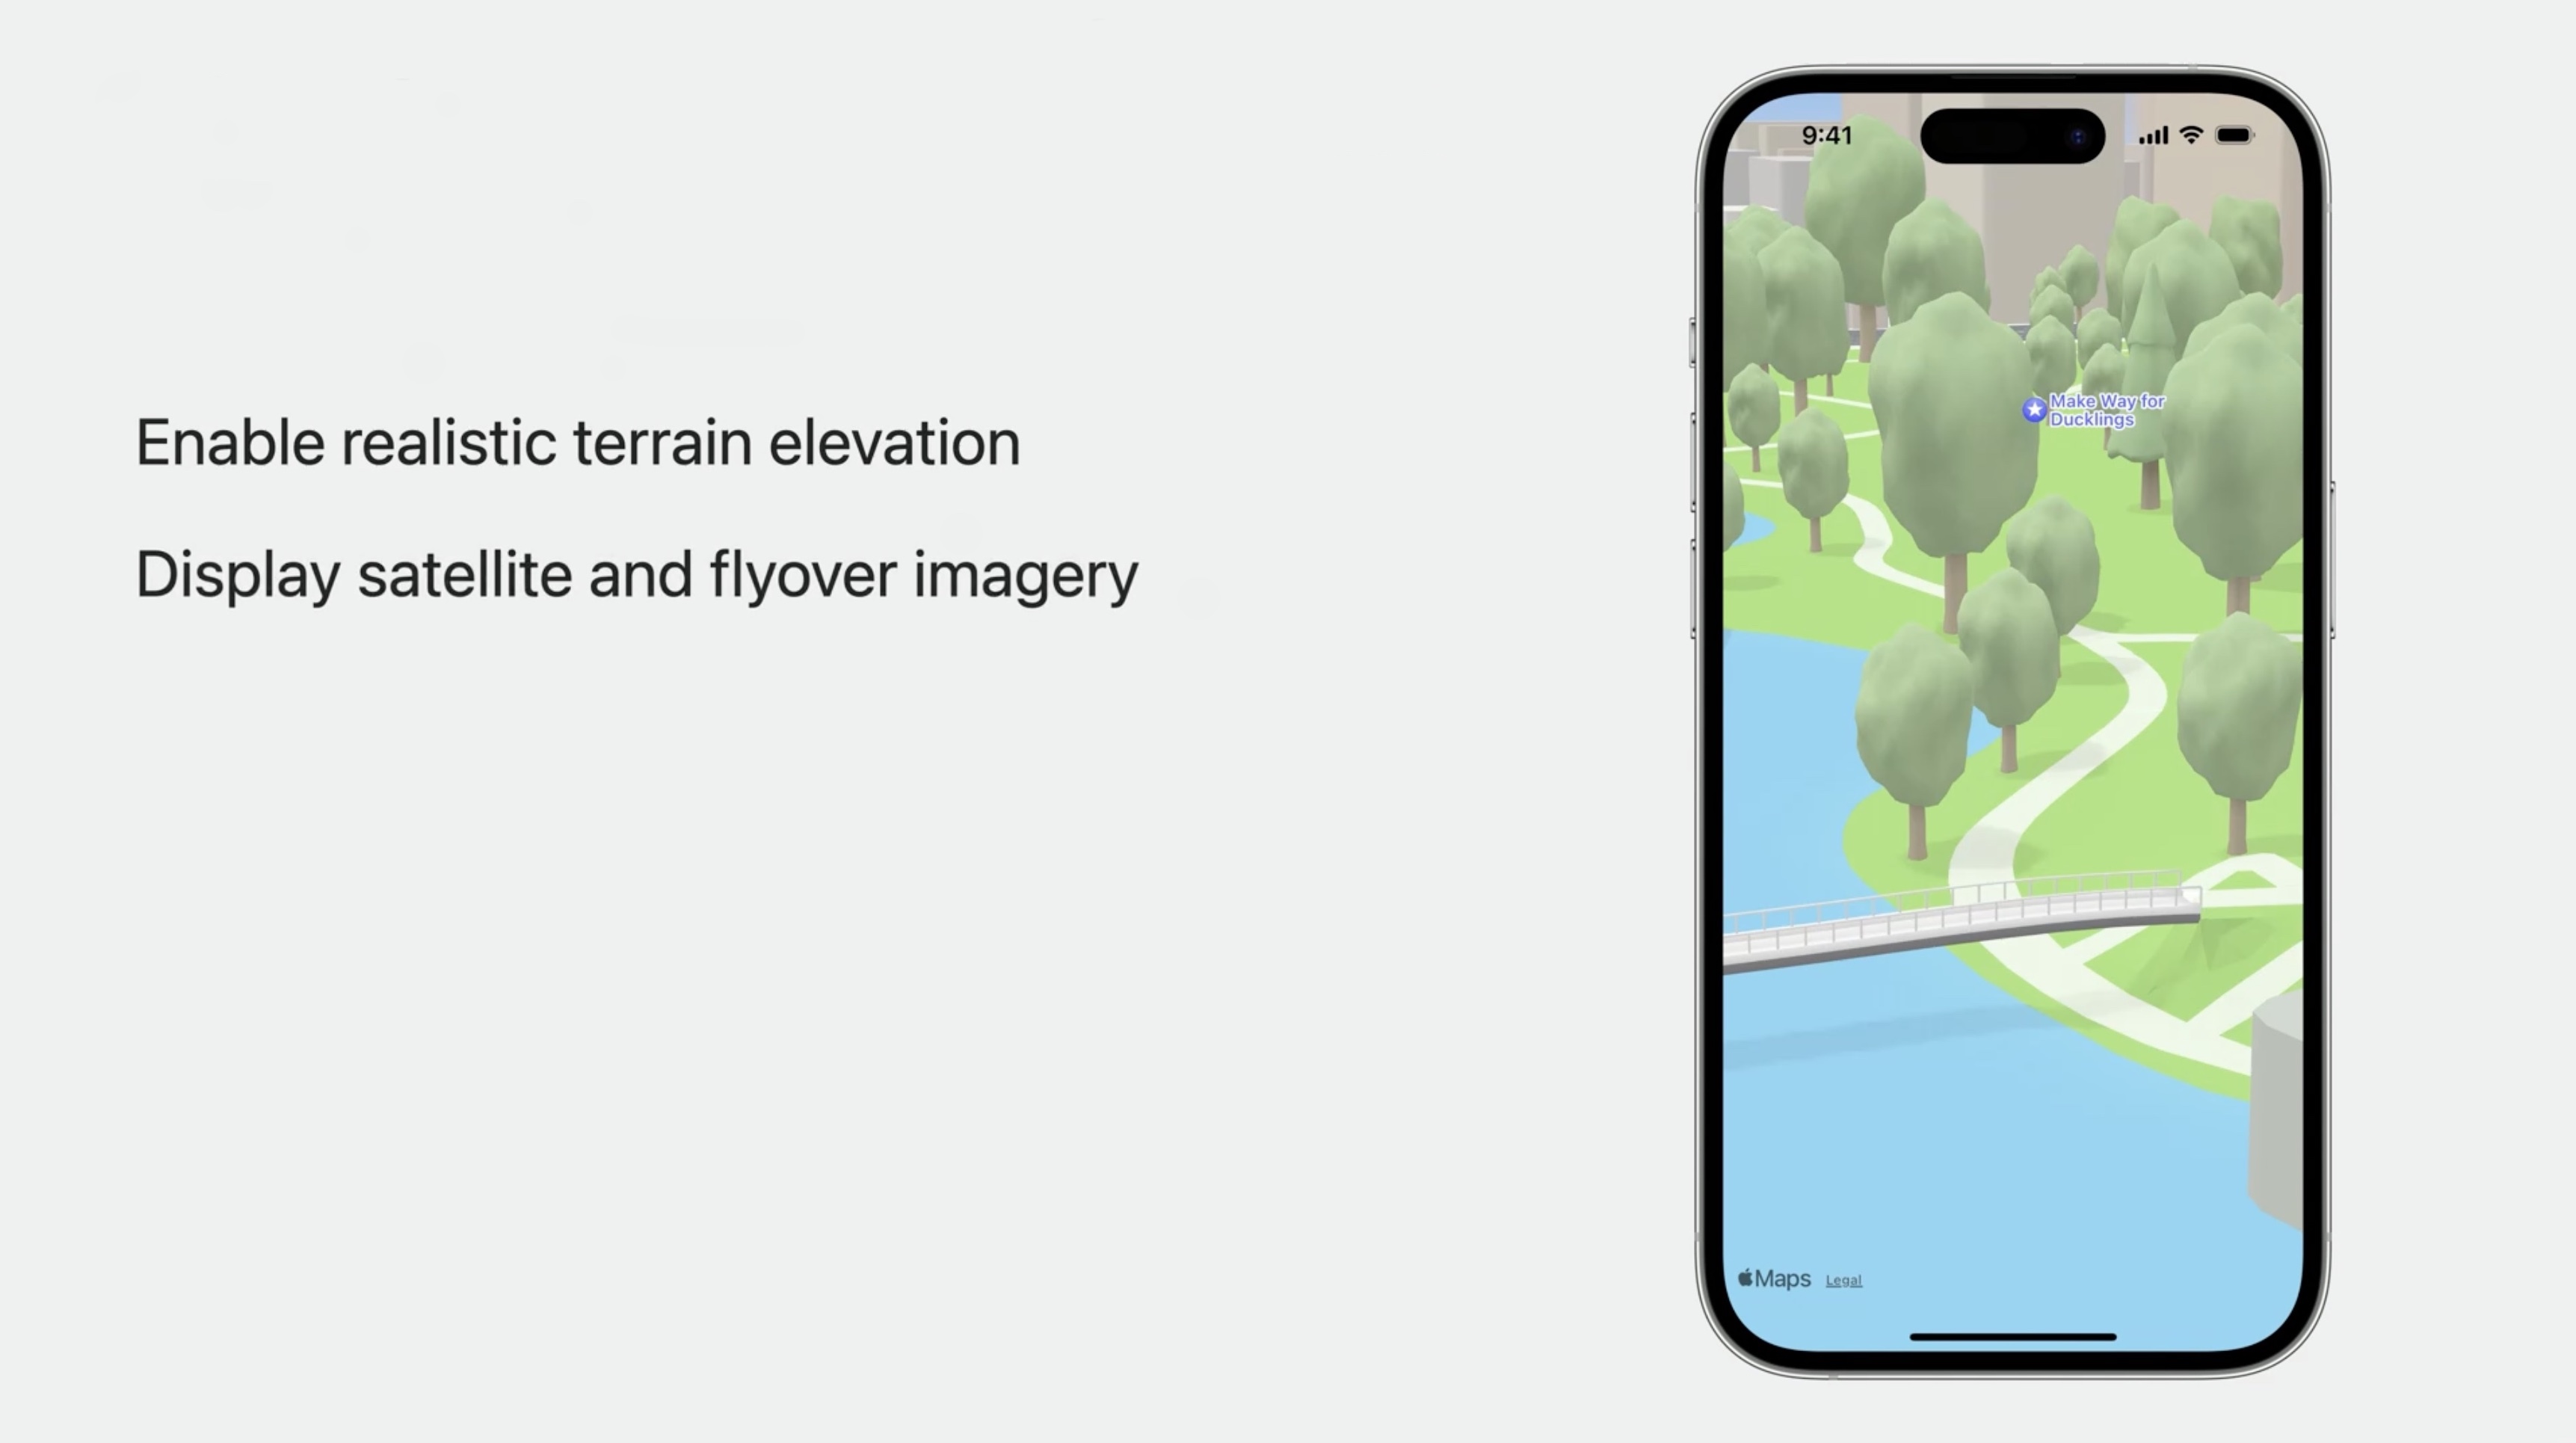 Enable realistic terrain elevation
Display satellite and flyover imagery
9:41
Make Way for
Ducklings
Maps Legal